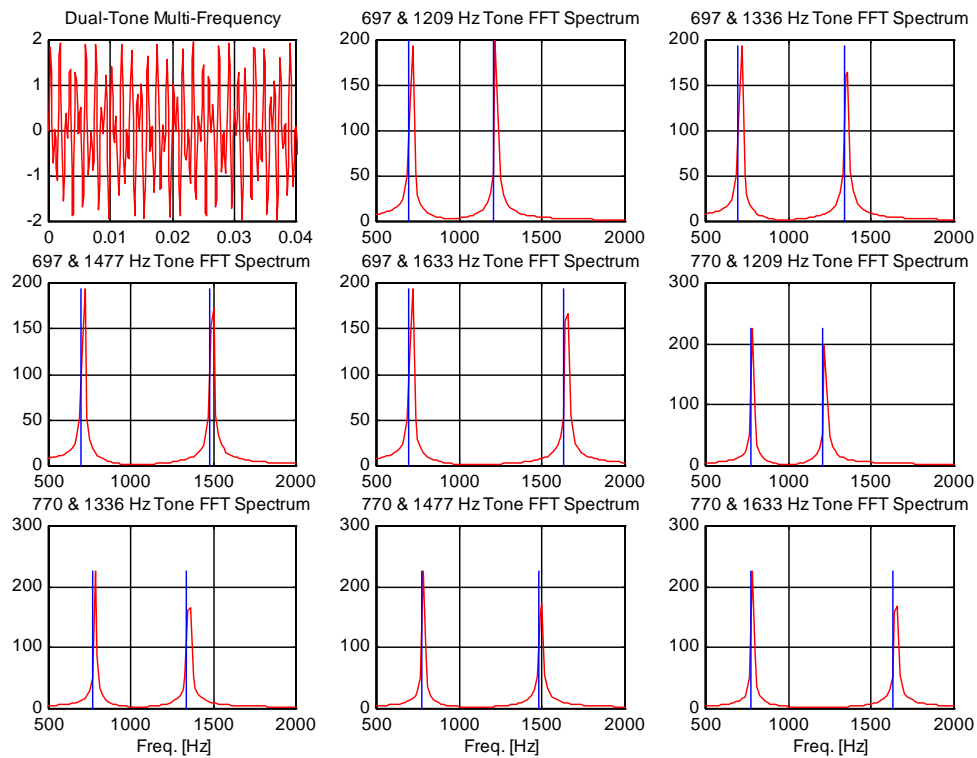 Dual-Tone Multi-Frequency
2
1
0
-1
-2
0 0.01 0.02 0.03 0.04
697 & 1209 Hz Tone FFT Spectrum
200
150
100
50
0
500 1000 1500 2000
697 & 1336 Hz Tone FFT Spectrum
200
150
100
50
0
500 1000 1500 2000
697 & 1477 Hz Tone FFT Spectrum
200
150
100
50
0
500 1000 1500 2000
697 & 1633 Hz Tone FFT Spectrum
200
150
100
50
0
500 1000 1500 2000
770 & 1209 Hz Tone FFT Spectrum
300
200
100
0
500 1000 1500 2000
770 & 1336 Hz Tone FFT Spectrum
300
200
100
0
500 1000 1500 2000
Freq. [Hz]
770 & 1477 Hz Tone FFT Spectrum
300
200
100
0
500 1000 1500 2000
Freq. [Hz]
770 & 1633 Hz Tone FFT Spectrum
300
200
100
0
500 1000 1500 2000
Freq. [Hz]